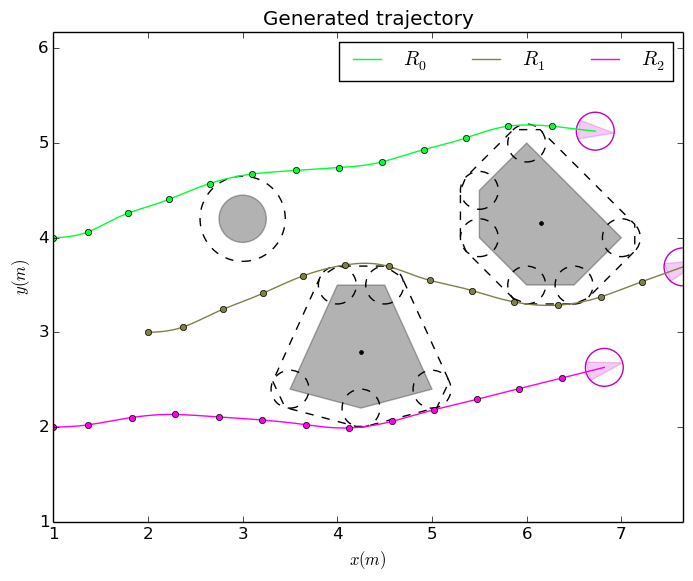 Generated trajectory
R₀ R₁ R₂
6
5
4
3
2
1
y(m)
1 2 3 4 5 6 7
x(m)